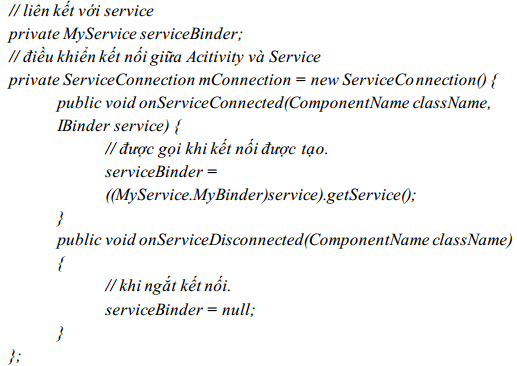 // liên kết với service
private MyService serviceBinder;
// điều khiển kết nối giữa Acitivity và Service
private ServiceConnection mConnection = new ServiceConnection() {
public void onServiceConnected(ComponentName className,
IBinder service) {
// được gọi khi kết nối được tạo.
serviceBinder =
((MyService.MyBinder)service).getService();
}
public void onServiceDisconnected(ComponentName className)
{
// khi ngắt kết nối.
serviceBinder = null;
}
};